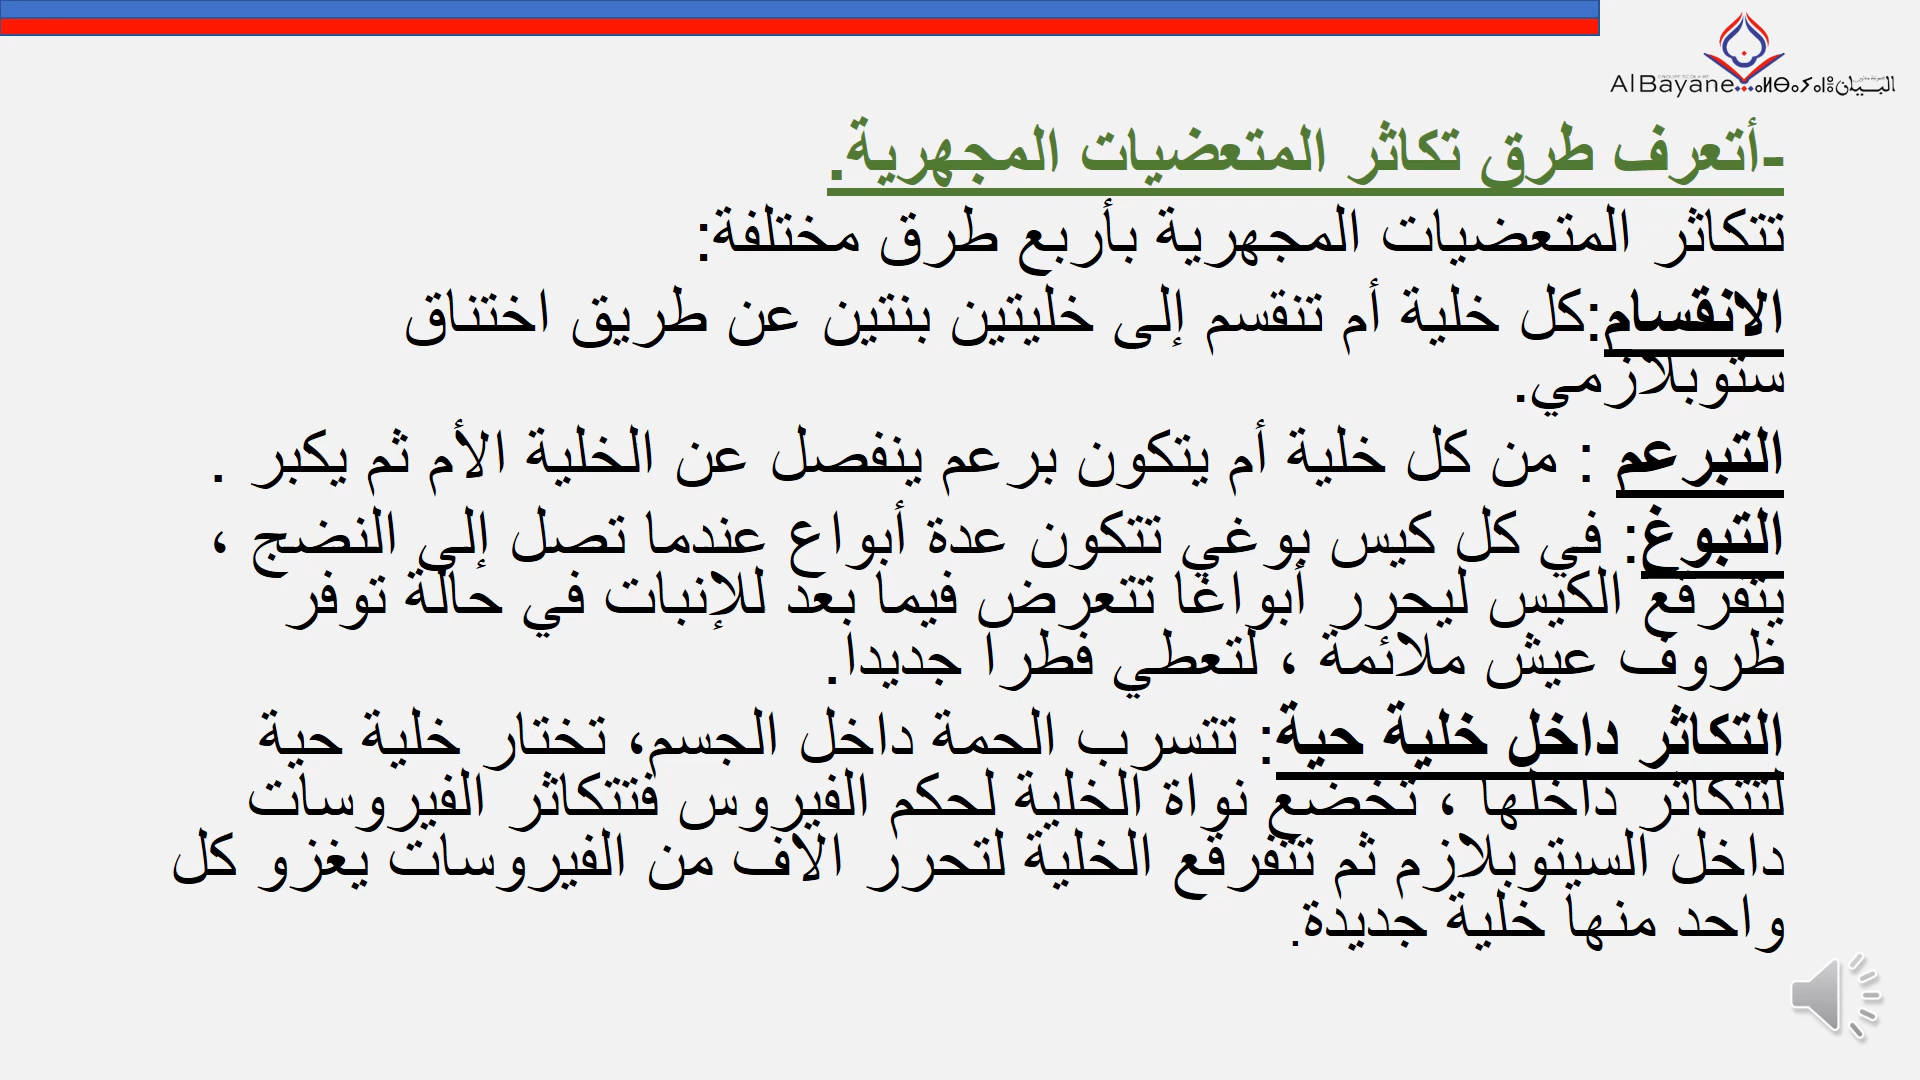 AlBayane
البيان
-أتعرف طرق تكاثر المتعضيات المجهرية.
تتكاثر المتعضيات المجهرية بأربع طرق مختلفة:
الانقسام:كل خلية أم تنقسم إلى خليتين بنتين عن طريق اختناق
ستوبلازمي.
التبرعم : من كل خلية أم يتكون برعم ينفصل عن الخلية الأم ثم يكبر .
التبوغ: في كل كيس بوغي تتكون عدة أبواع عندما تصل إلى النضج ،
يتفرقع الكيس ليحرر أبواغا تتعرض فيما بعد للإنبات في حالة توفر
ظروف عيش ملائمة ، لتعطي فطرا جديدا.
التكاثر داخل خلية حية: تتسرب الحمة داخل الجسم، تختار خلية حية
لتتكاثر داخلها ، تخضع نواة الخلية لحكم الفيروس فتتكاثر الفيروسات
داخل السيتوبلازم ثم تتفرقع الخلية لتحرر الاف من الفيروسات يغزو كل
واحد منها خلية جديدة.